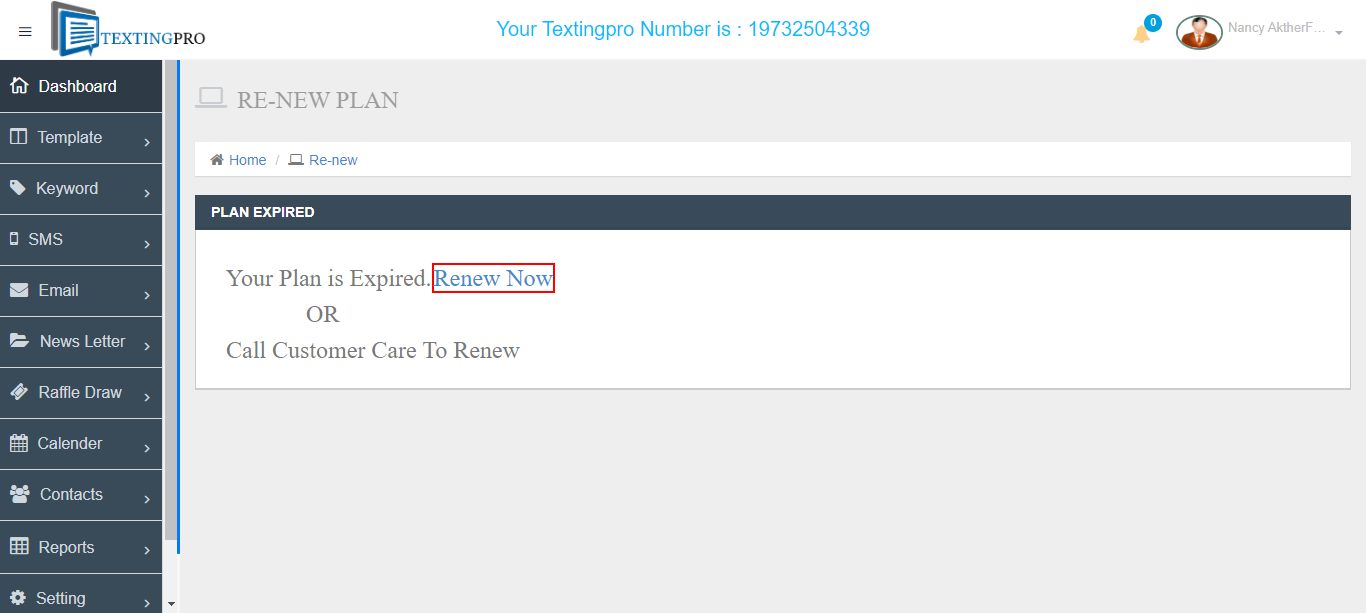 TEXTINGPRO
Your Textingpro Number is : 19732504339
0
Nancy AktherF...
Dashboard
Template
Keyword
SMS
Email
News Letter
Raffle Draw
Calender
Contacts
Reports
Setting
RE-NEW PLAN
Home / Re-new
PLAN EXPIRED
Your Plan is Expired. Renew Now
OR
Call Customer Care To Renew